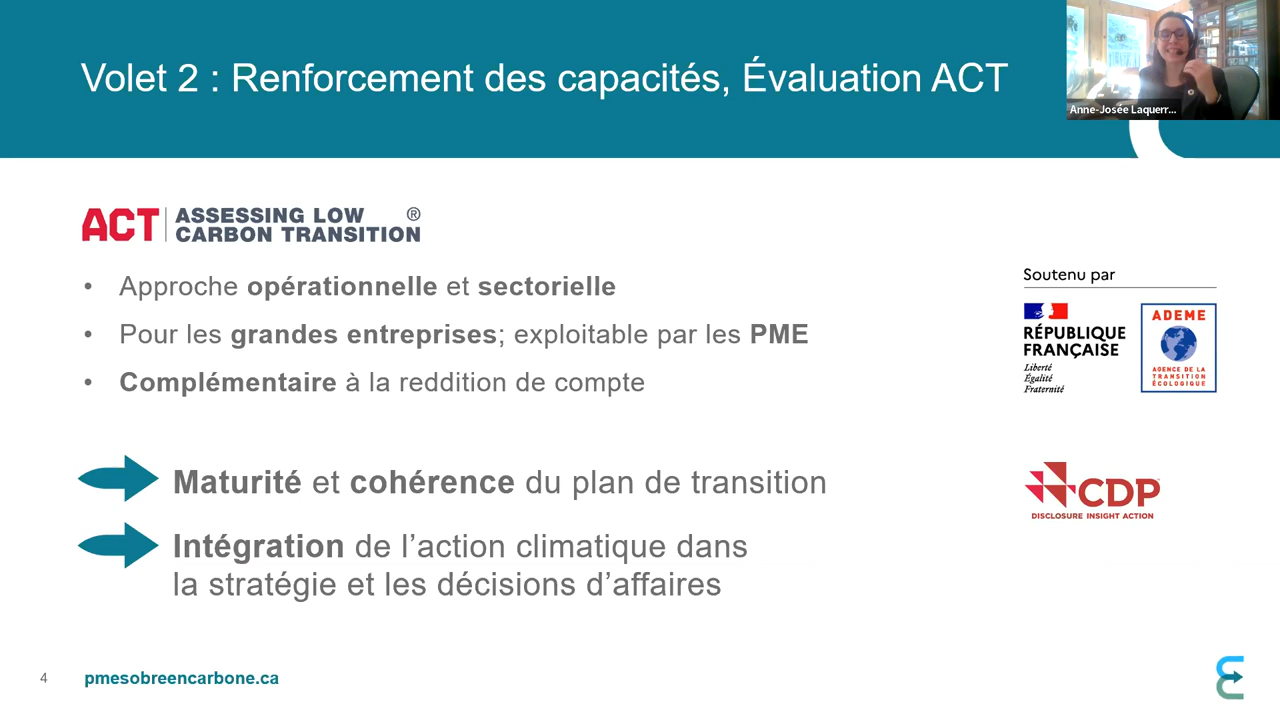 Volet 2 : Renforcement des capacités, Évaluation ACT
Anne-Josée Laquerr...
ACT | ASSESSING LOW ®
CARBON TRANSITION
• Approche opérationnelle et sectorielle
• Pour les grandes entreprises; exploitable par les PME
• Complémentaire à la reddition de compte
Soutenu par
RÉPUBLIQUE
FRANÇAISE
Liberté
Égalité
Fraternité
ADEME
AGENCE DE LA
TRANSITION
ÉCOLOGIQUE
Maturité et cohérence du plan de transition
CDP
DISCLOSURE INSIGHT ACTION
Intégration de l’action climatique dans
la stratégie et les décisions d’affaires
4
pmesobreencarbone.ca